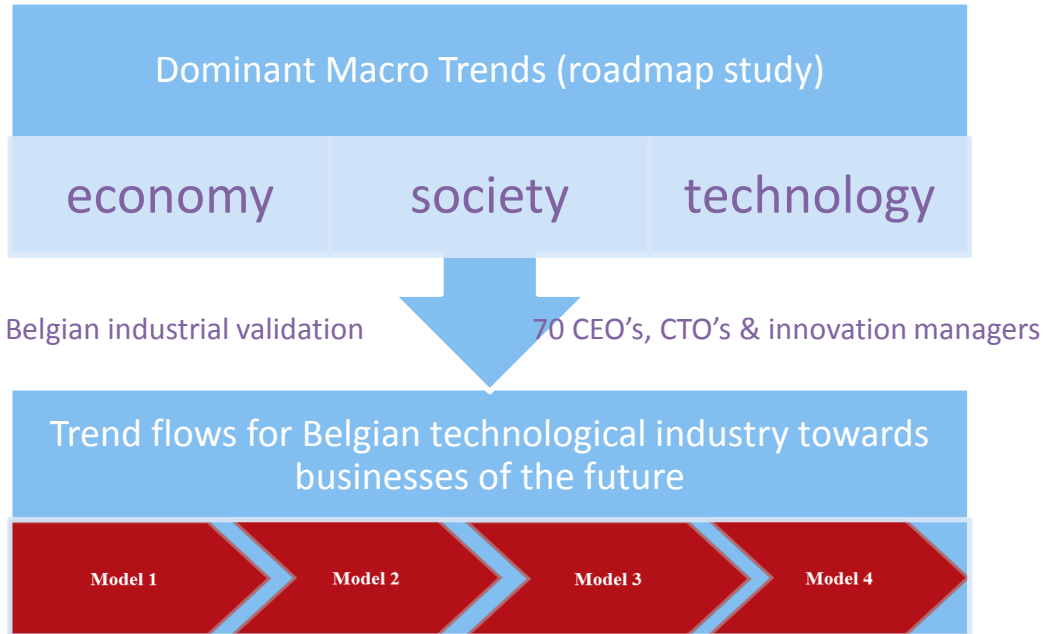 Dominant Macro Trends (roadmap study)
economy society technology
Belgian industrial validation 70 CEO’s, CTO’s & innovation managers
Trend flows for Belgian technological industry towards
businesses of the future
Model 1 Model 2 Model 3 Model 4